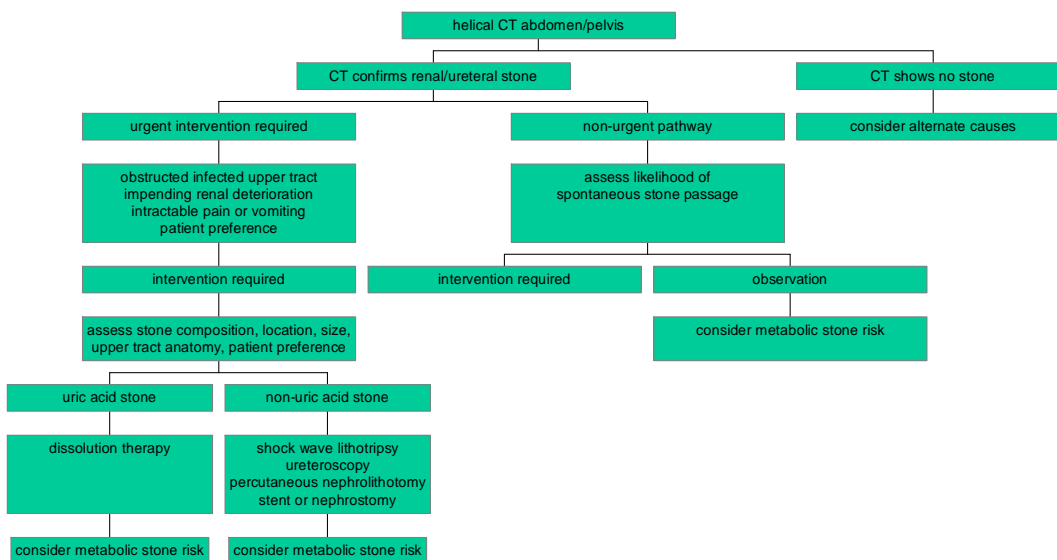 helical CT abdomen/pelvis
CT confirms renal/ureteral stone
CT shows no stone
urgent intervention required
non-urgent pathway
consider alternate causes
obstructed infected upper tract
impending renal deterioration
intractable pain or vomiting
patient preference
assess likelihood of
spontaneous stone passage
intervention required
intervention required
observation
assess stone composition, location, size,
upper tract anatomy, patient preference
consider metabolic stone risk
uric acid stone
non-uric acid stone
dissolution therapy
shock wave lithotripsy
ureteroscopy
percutaneous nephrolithotomy
stent or nephrostomy
consider metabolic stone risk
consider metabolic stone risk